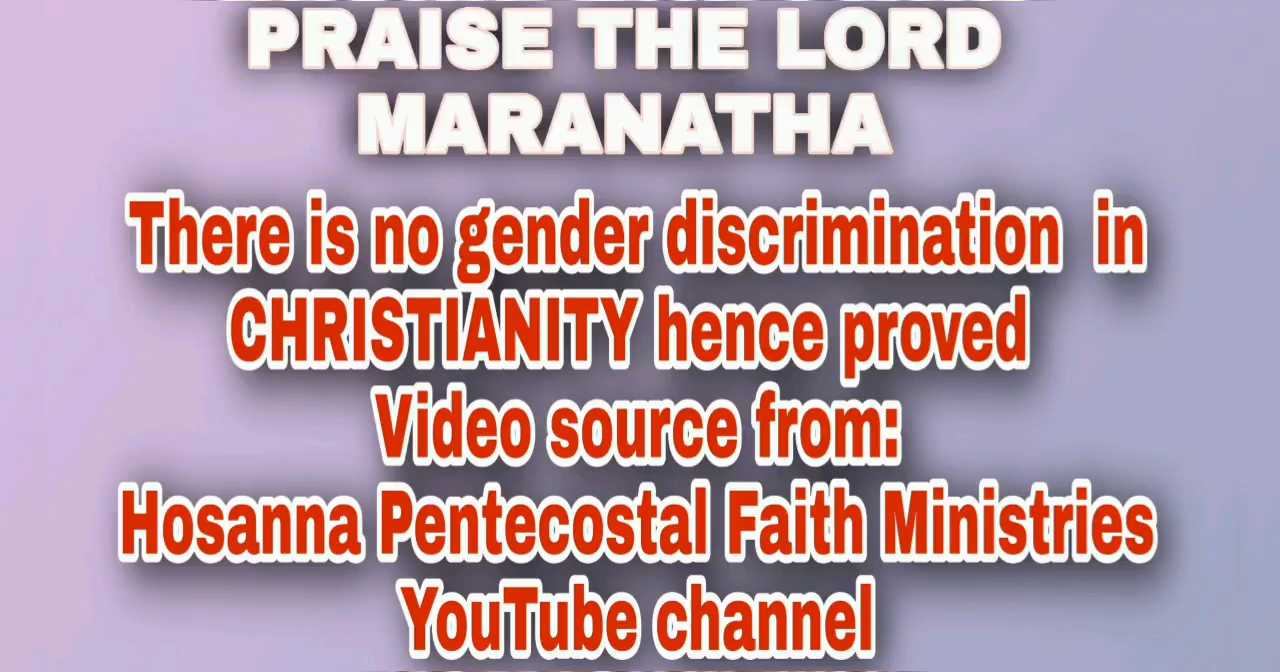 PRAISE THE LORD
MARANATHA
There is no gender discrimination  in
CHRISTIANITY hence proved
Video source from:
Hosanna Pentecostal Faith Ministries
YouTube channel